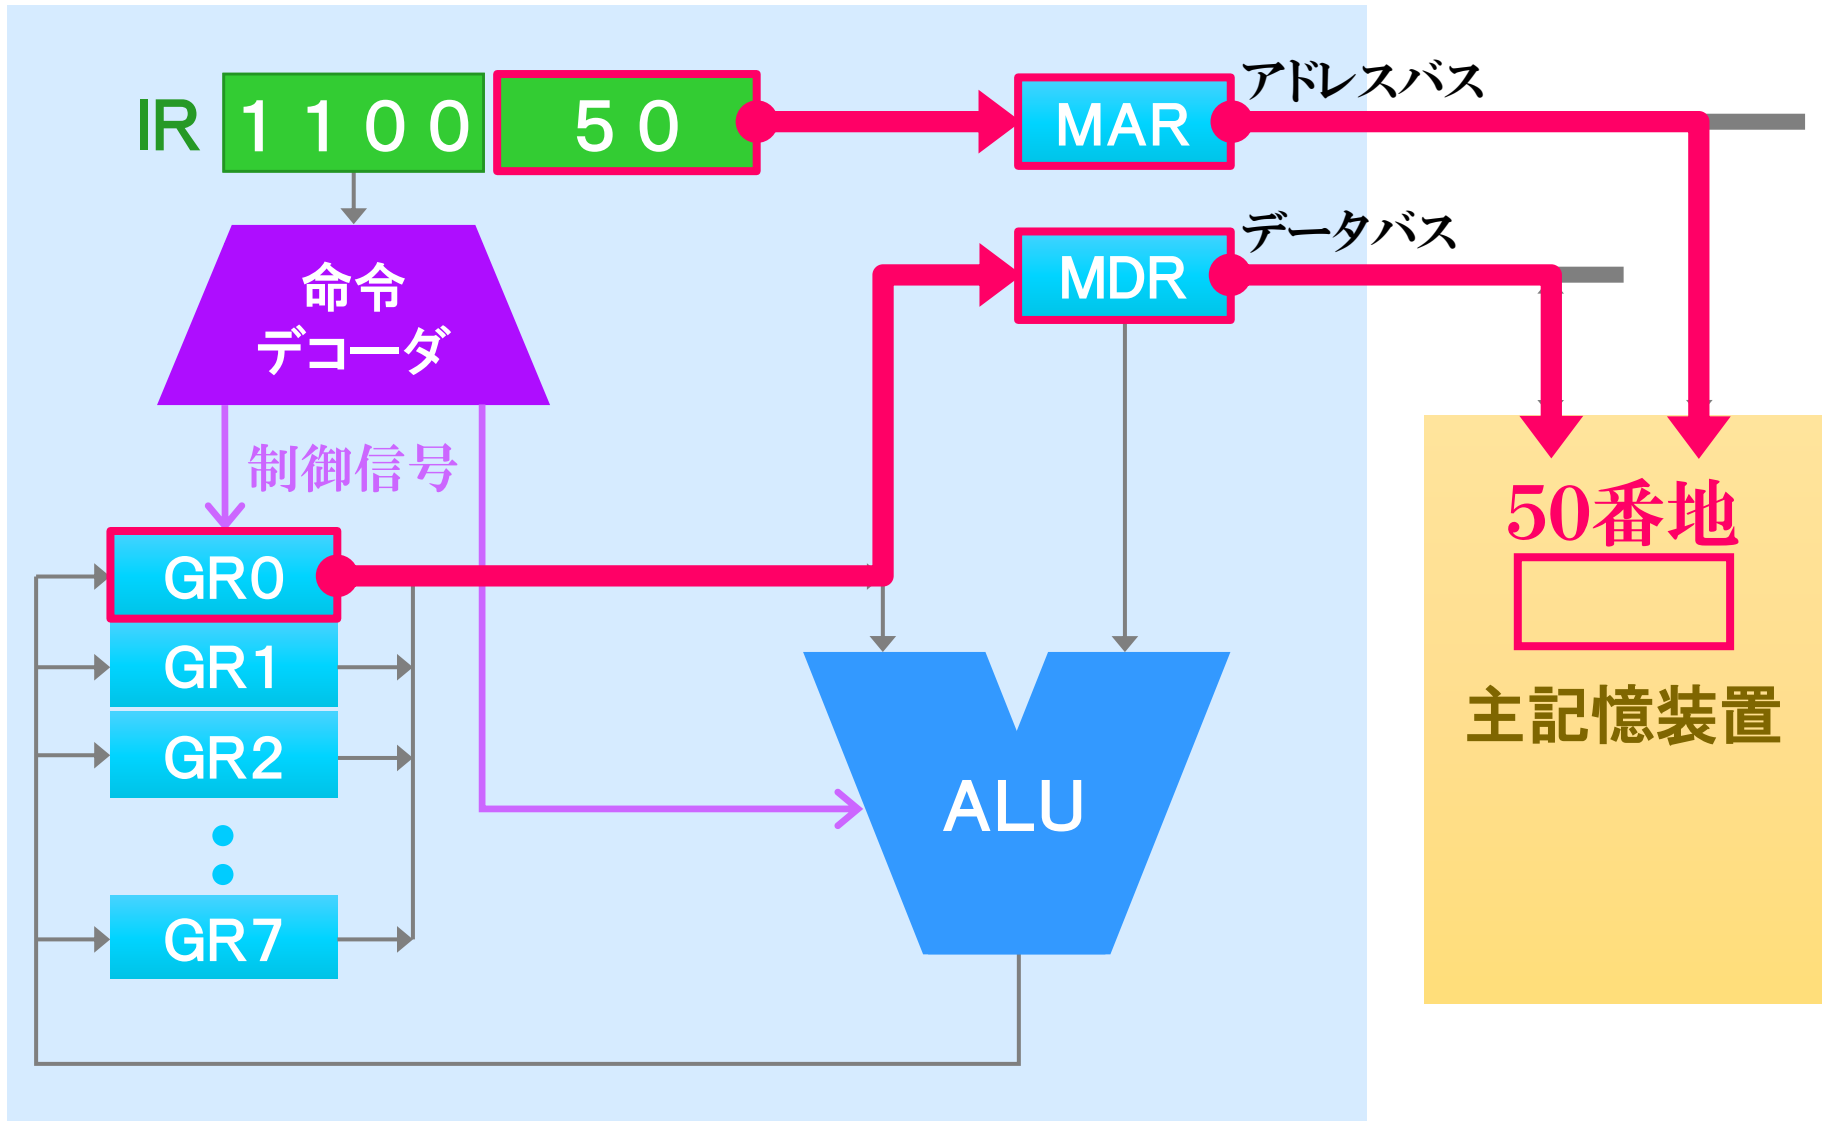 IR
1100
50
MAR
アドレスバス
MDR
データバス
命令
デコーダ
制御信号
GR0
GR1
GR2
GR7
ALU
50番地
主記憶装置